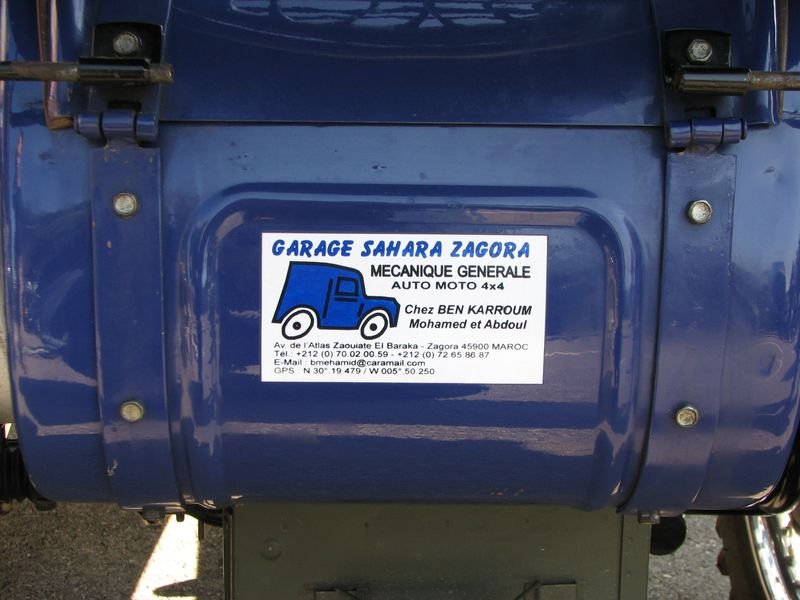 GARAGE SAHARA ZAGORA
MECANIQUE GENERALE
AUTO MOTO 4x4
Chez BEN KARROUM
Mohamed et Abdoul
Av. de l'Atlas Zaouiate El Baraka - Zagora 45900 MAROC
Tél.: +212 (0) 70.02.00.59 - +212 (0) 72.65.86.87
E-Mail : bmehamid@caramail.com
GPS : N 30° 19.479 / W 005° 50 250